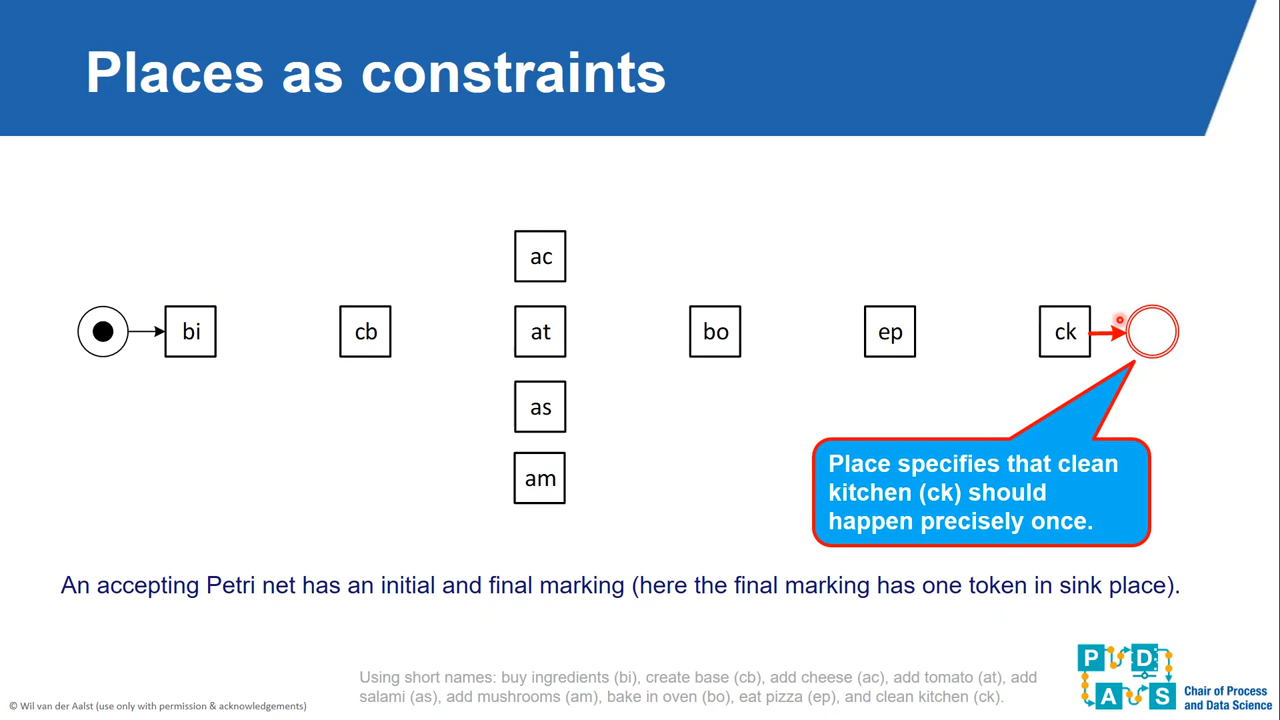 Places as constraints
ac
bi
cb
at
bo
ep
ck
as
am
Place specifies that clean
kitchen (ck) should
happen precisely once.
An accepting Petri net has an initial and final marking (here the final marking has one token in sink place).
Using short names: buy ingredients (bi), create base (cb), add cheese (ac), add tomato (at), add
salami (as), add mushrooms (am), bake in oven (bo), eat pizza (ep), and clean kitchen (ck).
P D
A S
Chair of Process
and Data Science
© Wil van der Aalst (use only with permission & acknowledgements)